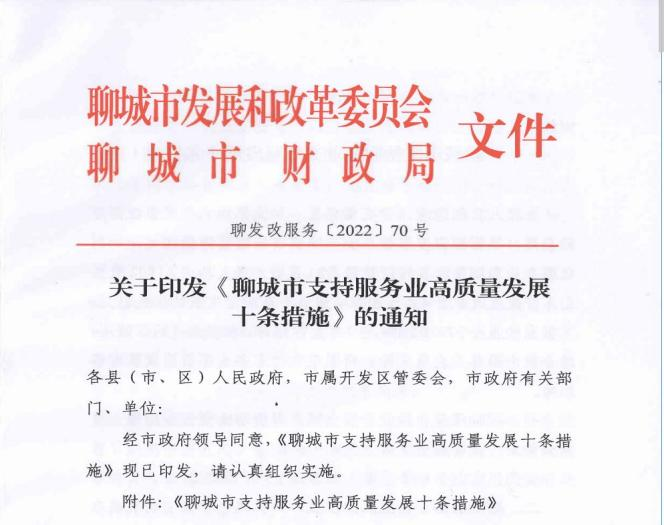 聊城市发展和改革委员会
聊城市财政局
文件
聊发改服务〔2022〕70号
关于印发《聊城市支持服务业高质量发展
十条措施》的通知
各县（市、区）人民政府，市属开发区管委会，市政府有关部
门、单位：
经市政府领导同意，《聊城市支持服务业高质量发展十条措
施》现已印发，请认真组织实施。
附件：《聊城市支持服务业高质量发展十条措施》